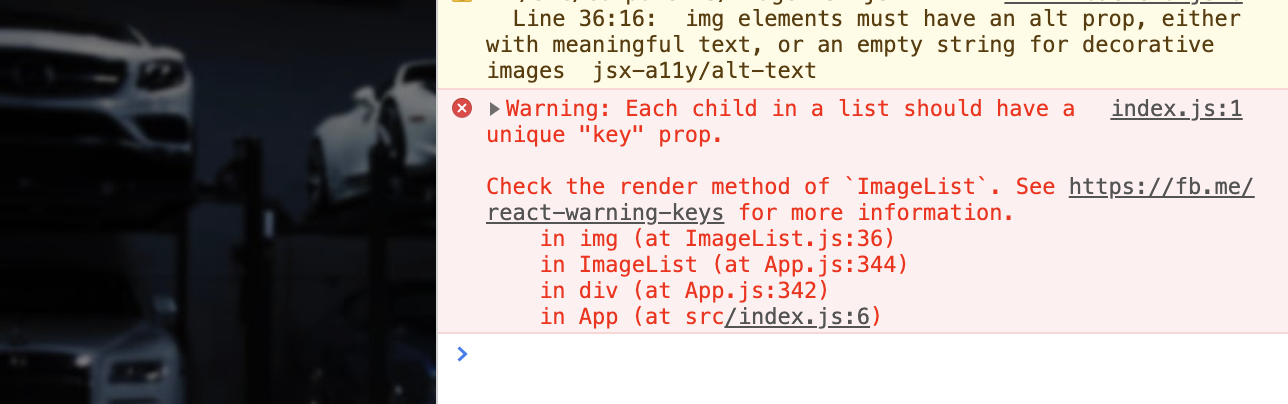 Line 36:16:  img elements must have an alt prop, either
with meaningful text, or an empty string for decorative
images  jsx-a11y/alt-text
Warning: Each child in a list should have a index.js:1
unique "key" prop.
Check the render method of `ImageList`. See https://fb.me/
react-warning-keys for more information.
in img (at ImageList.js:36)
in ImageList (at App.js:344)
in div (at App.js:342)
in App (at src/index.js:6)